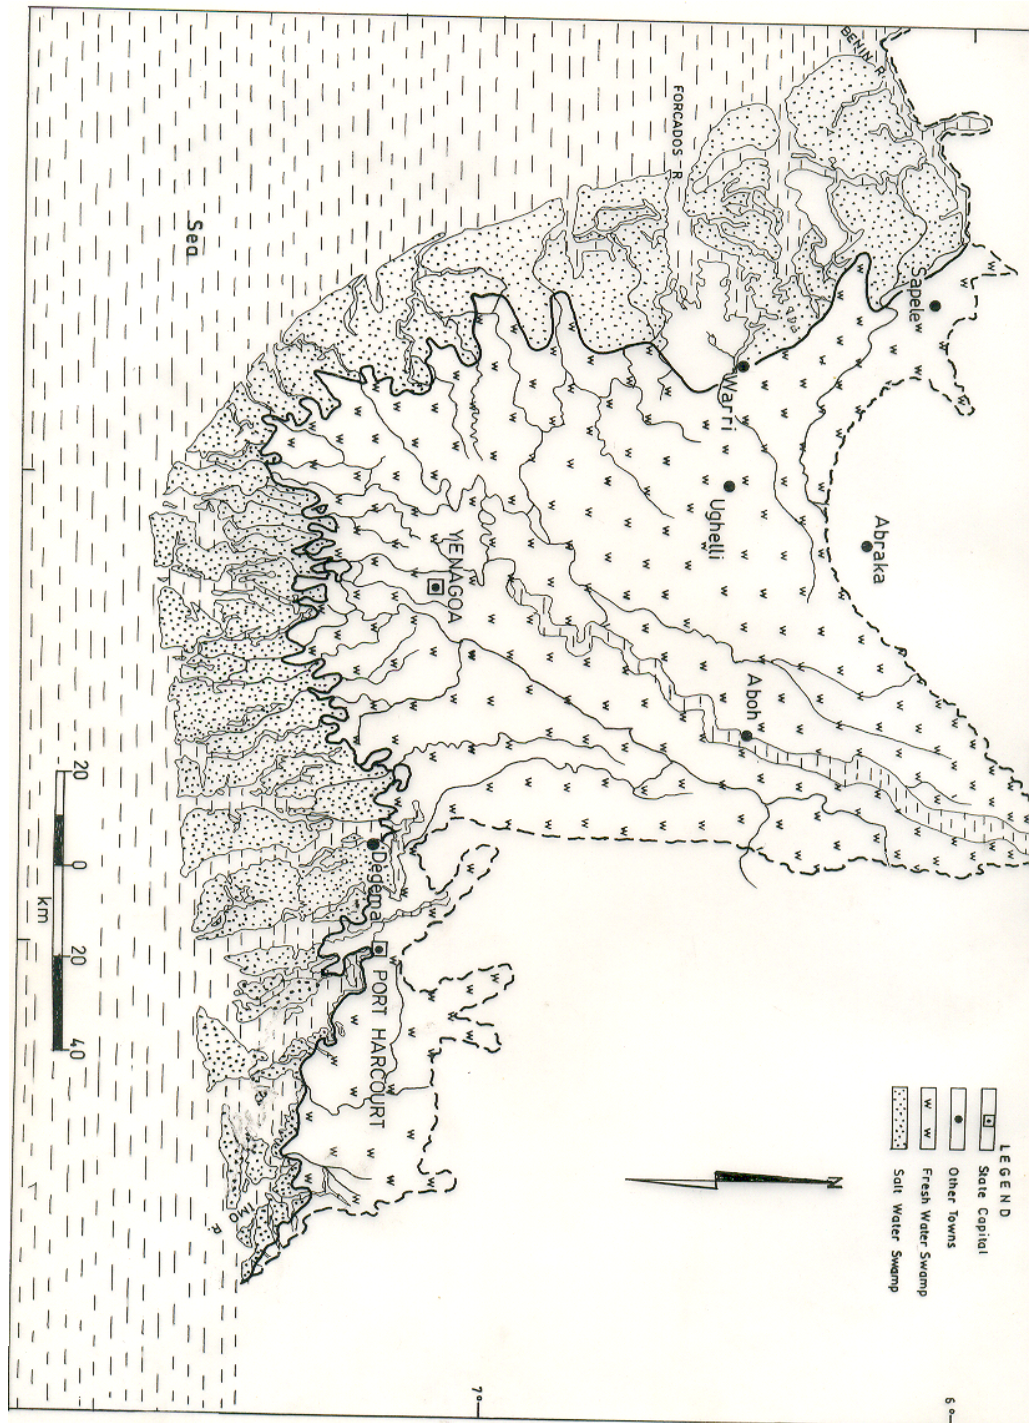 BENIN R.
FORCADOS - R
Sea
Sapele
Warri
Ughelli
Abraka
YENAGOA
Aboh
Degema
PORT HARCOURT
IMO R.
20 0 20 40
km
N
LEGEND
State Capital
Other Towns
W W Fresh Water Swamp
Salt Water Swamp
7°
6°